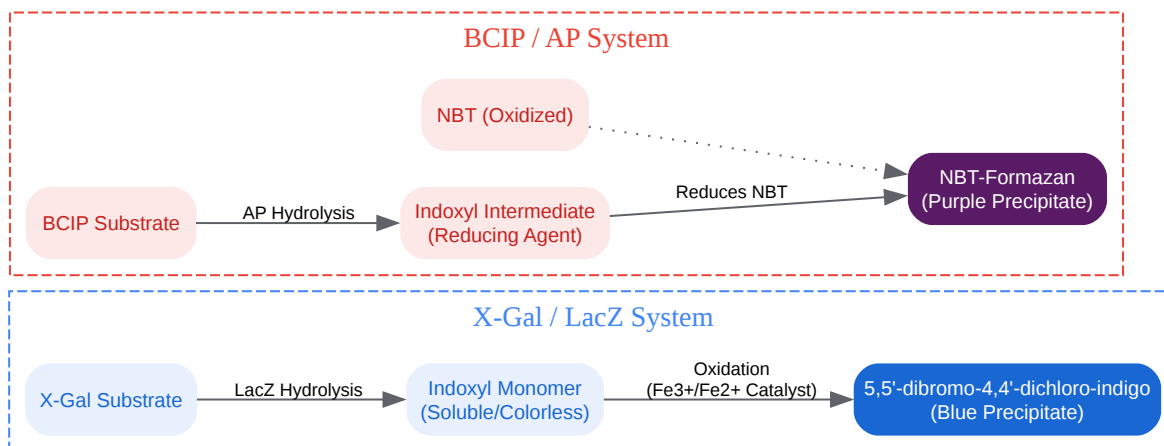 BCIP / AP System
NBT (Oxidized)
NBT-Formazan
(Purple Precipitate)
Reduces NBT
BCIP Substrate
AP Hydrolysis
Indoxyl Intermediate
(Reducing Agent)
X-Gal / LacZ System
X-Gal Substrate
LacZ Hydrolysis
Indoxyl Monomer
(Soluble/Colorless)
Oxidation
(Fe3+/Fe2+ Catalyst)
5,5'-dibromo-4,4'-dichloro-indigo
(Blue Precipitate)